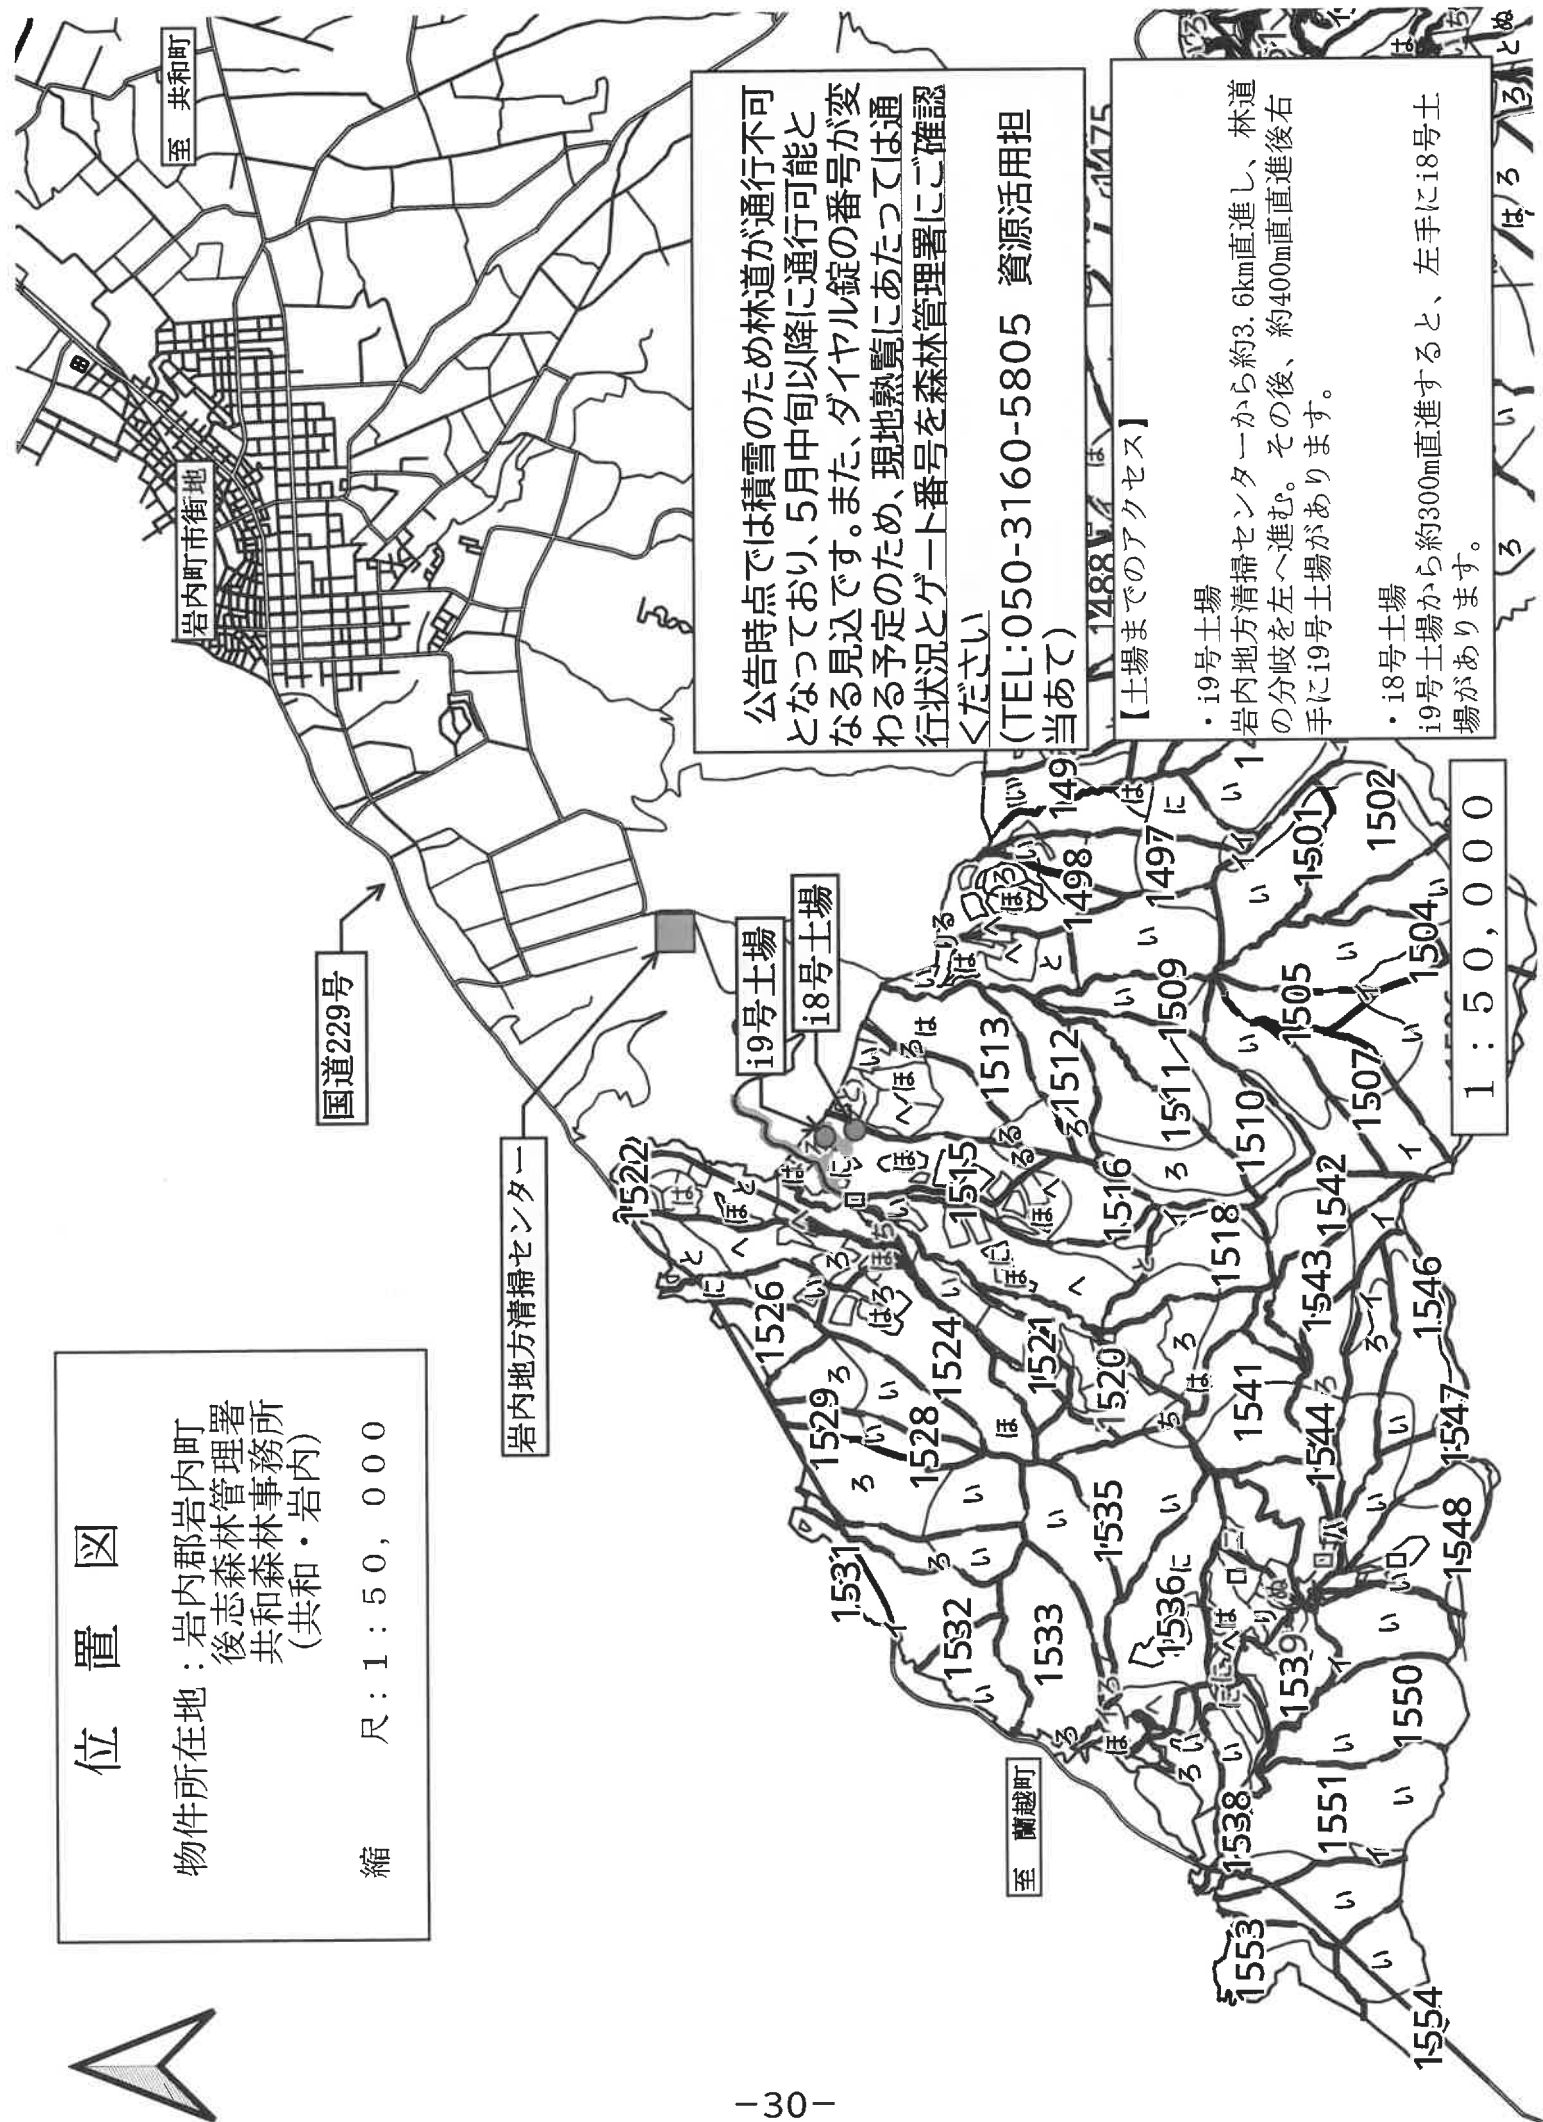 位　置　図
物件所在地：岩内郡岩内町
後志森林管理署
共和森林事務所
(共和・岩内)
縮　　　尺：1：50，000
至　共和町
岩内町市街地
国道229号
岩内地方清掃センター
i9号土場
i8号土場
至　蘭越町
公告時点では積雪のため林道が通行不可
となっており、5月中旬以降に通行可能と
なる見込です。また、ダイヤル錠の番号が変
わる予定のため、現地熟覧にあたっては通
行状況とゲート番号を森林管理署にご確認
ください
(TEL：050-3160-5805　資源活用担
当あて)
【土場までのアクセス】
・i9号土場
岩内地方清掃センターから約3.6km直進し、林道
の分岐を左へ進む。その後、約400m直直進後右
手にi9号土場があります。
・i8号土場
i9号土場から約300m直進すると、左手にi8号土
場があります。
1：50，000
1522
1526
1529
1524
1528
1531
1532
1533
1535
1521
1520
1515
1513
1512
1511
1509
1510
1516
1518
1498
1497
1501
1502
1504
1505
1507
1542
1543
1541
1544
1546
1547
1548
1536
1539
1538
1550
1551
1553
1554
1488
1475
-30-